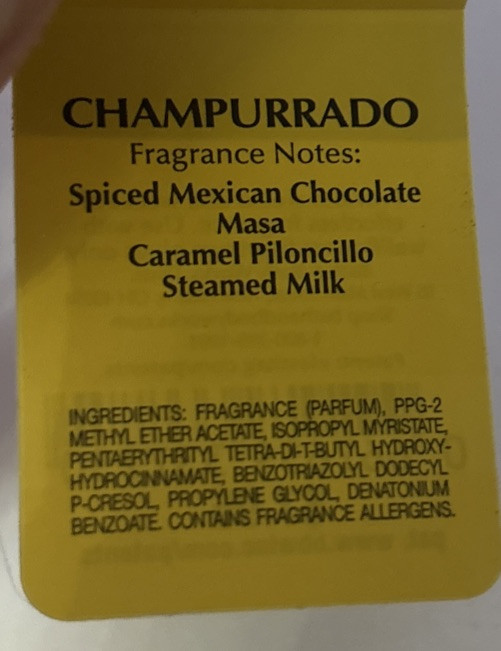 CHAMPURRADO
Fragrance Notes:
Spiced Mexican Chocolate
Masa
Caramel Piloncillo
Steamed Milk
INGREDIENTS: FRAGRANCE (PARFUM), PPG-2
METHYL ETHER ACETATE, ISOPROPYL MYRISTATE,
PENTAERYTHRITYL TETRA-DI-T-BUTYL HYDROXY-
HYDROCINNAMATE, BENZOTRIAZOLYL DODECYL
P-CRESOL, PROPYLENE GLYCOL, DENATONIUM
BENZOATE. CONTAINS FRAGRANCE ALLERGENS.